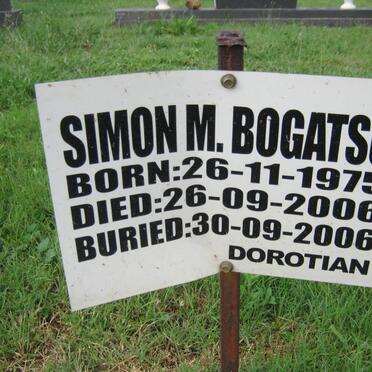 SIMON M. BOGATS
BORN:26-11-1975
DIED:26-09-2006
BURIED:30-09-2006
DOROTIAN